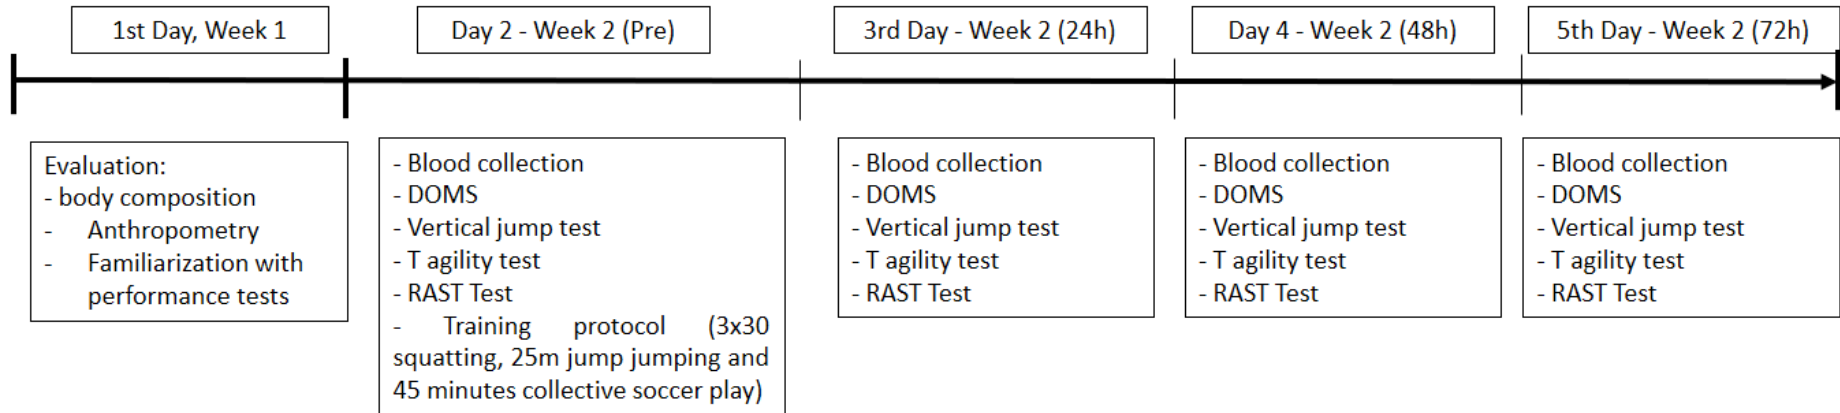 1st Day, Week 1
Day 2 - Week 2 (Pre)
3rd Day - Week 2 (24h)
Day 4 - Week 2 (48h)
5th Day - Week 2 (72h)
Evaluation:
- body composition
- Anthropometry
- Familiarization with
performance tests
- Blood collection
- DOMS
- Vertical jump test
- T agility test
- RAST Test
- Training protocol (3x30
squatting, 25m jump jumping and
45 minutes collective soccer play)
- Blood collection
- DOMS
- Vertical jump test
- T agility test
- RAST Test
- Blood collection
- DOMS
- Vertical jump test
- T agility test
- RAST Test
- Blood collection
- DOMS
- Vertical jump test
- T agility test
- RAST Test